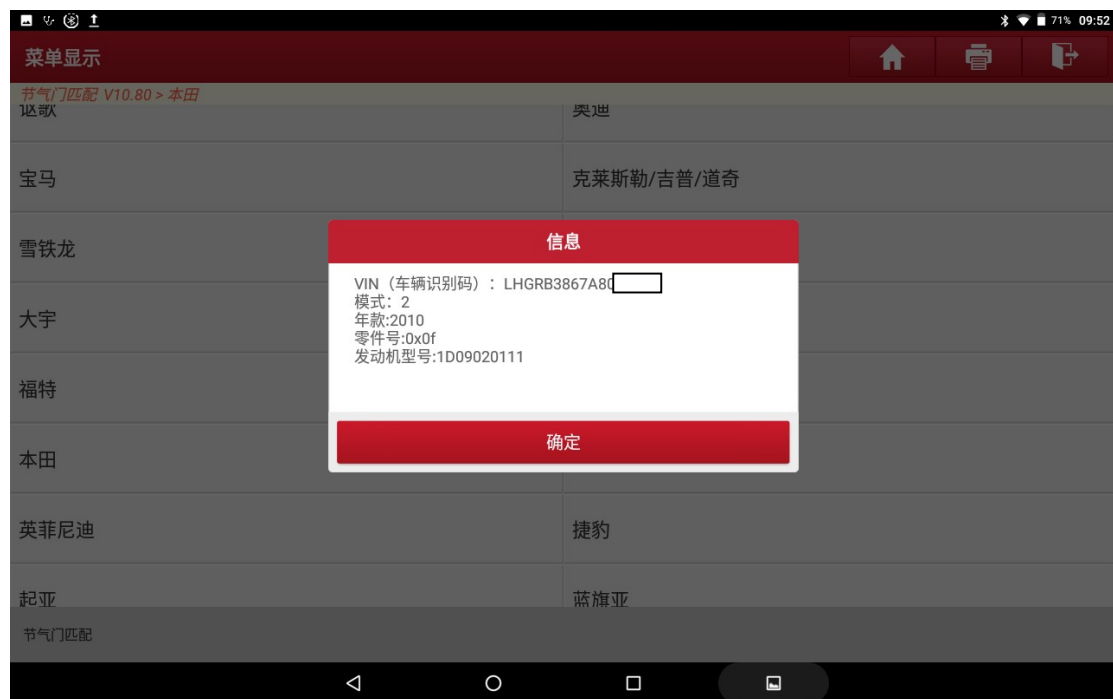 71% 09:52
菜单显示
节气门匹配 V10.80 > 本田
讴歌
奥迪
宝马
克莱斯勒/吉普/道奇
雪铁龙
信息
VIN（车辆识别码）：LHGRB3867A80
模式：2
年款:2010
零件号:0x0f
发动机型号:1D09020111
大宇
福特
确定
本田
英菲尼迪
捷豹
起亚
蓝旗亚
节气门匹配